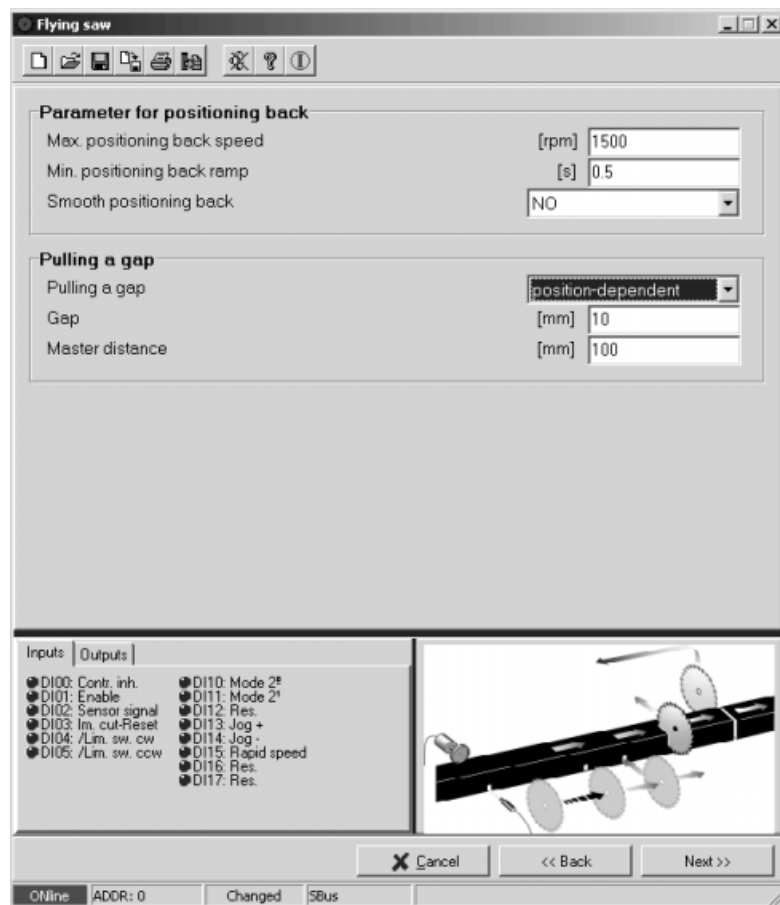 Flying saw
Parameter for positioning back
Max. positioning back speed [rpm] 1500
Min. positioning back ramp [s] 0.5
Smooth positioning back NO
Pulling a gap
Pulling a gap position-dependent
Gap [mm] 10
Master distance [mm] 100
Inputs Outputs
DI00: Contr. inh.
DI01: Enable
DI02: Sensor signal
DI03: Im. cut-Reset
DI04: /Lim. sw. cw
DI05: /Lim. sw. ccw
DI10: Mode 2⁰
DI11: Mode 2¹
DI12: Res.
DI13: Jog +
DI14: Jog -
DI15: Rapid speed
DI16: Res.
DI17: Res.
Cancel << Back Next >>
ONline ADDR: 0 Changed SBus